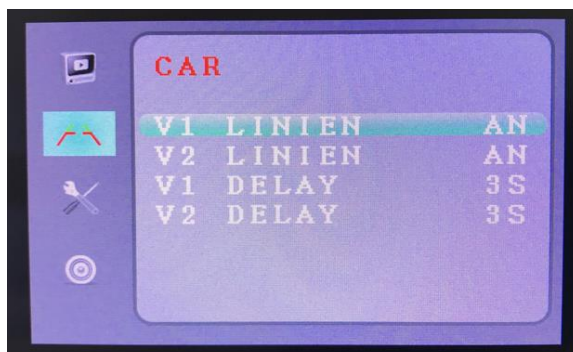 CAR
V1 LINIEN AN
V2 LINIEN AN
V1 DELAY 3S
V2 DELAY 3S